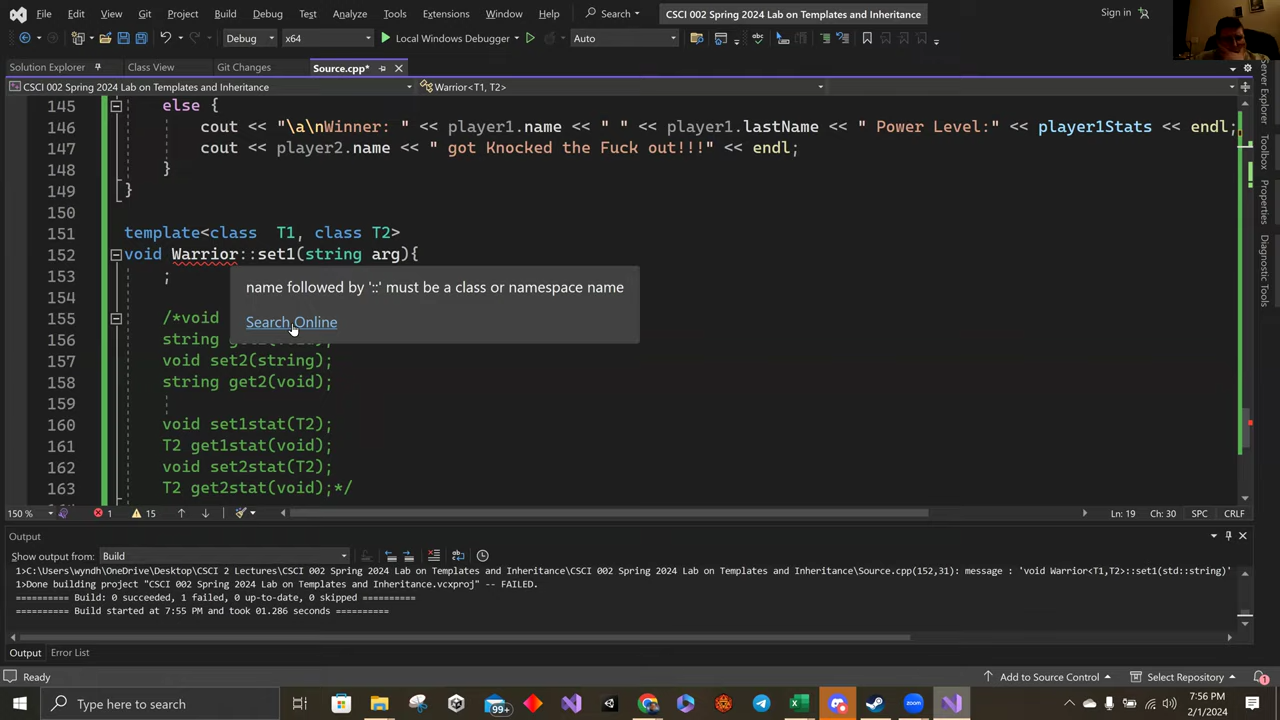 File Edit View Git Project Build Debug Test Analyze Tools Extensions Window Help Search CSCI 002 Spring 2024 Lab on Templates and Inheritance Sign in
Debug x64 Local Windows Debugger Auto
Solution Explorer Class View Git Changes Source.cpp*
CSCI 002 Spring 2024 Lab on Templates and Inheritance Warrior<T1, T2>
145 else {
146 cout << "\a\nWinner: " << player1.name << " " << player1.lastName << " Power Level:" << player1Stats << endl;
147 cout << player2.name << " got Knocked the Fuck out!!!" << endl;
148 }
149 }
150
151 template<class T1, class T2>
152 void Warrior::set1(string arg){
153 ;
name followed by '::' must be a class or namespace name
154
155 /*void
Search Online
156 string
157 void set2(string);
158 string get2(void);
159
160 void set1stat(T2);
161 T2 get1stat(void);
162 void set2stat(T2);
163 T2 get2stat(void);*/
150 % 1 15 Ln: 19 Ch: 30 SPC CRLF
Output
Show output from: Build
1>C:\Users\wyndh\OneDrive\Desktop\CSCI 2 Lectures\CSCI 002 Spring 2024 Lab on Templates and Inheritance\CSCI 002 Spring 2024 Lab on Templates and Inheritance\Source.cpp(152,31): message : 'void Warrior<T1,T2>::set1(std::string)'
1>Done building project "CSCI 002 Spring 2024 Lab on Templates and Inheritance.vcxproj" -- FAILED.
========== Build: 0 succeeded, 1 failed, 0 up-to-date, 0 skipped ==========
========== Build started at 7:55 PM and took 01.286 seconds ==========
Output Error List
Ready Add to Source Control Select Repository 1
Type here to search 99+ 7:56 PM
2/1/2024
Server Explorer
Toolbox
Properties
Diagnostic Tools